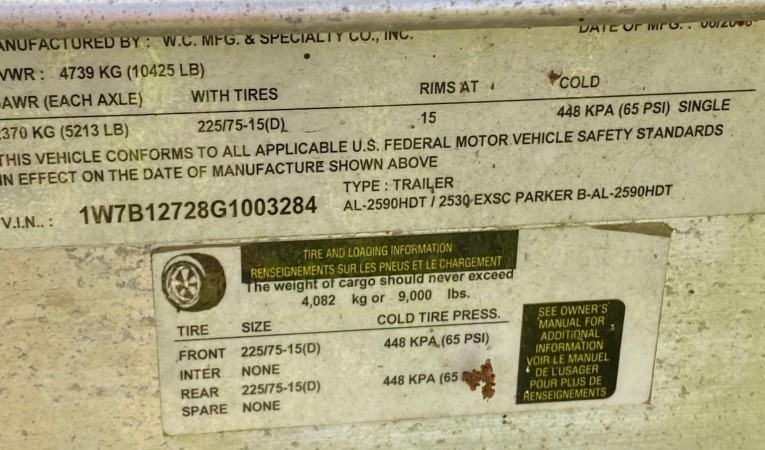 ANUFACTURED BY : W.C. MFG. & SPECIALTY CO., INC. DATE OF MFG. :
VWR : 4739 KG (10425 LB)
AWR (EACH AXLE) WITH TIRES RIMS AT COLD
370 KG (5213 LB) 225/75-15(D) 15 448 KPA (65 PSI) SINGLE
THIS VEHICLE CONFORMS TO ALL APPLICABLE U.S. FEDERAL MOTOR VEHICLE SAFETY STANDARDS
IN EFFECT ON THE DATE OF MANUFACTURE SHOWN ABOVE
V.I.N.. : 1W7B12728G1003284 TYPE : TRAILER
AL-2590HDT / 2530 EXSC PARKER B-AL-2590HDT
TIRE AND LOADING INFORMATION
RENSEIGNEMENTS SUR LES PNEUS ET LE CHARGEMENT
The weight of cargo should never exceed
4,082 kg or 9,000 lbs.
TIRE SIZE COLD TIRE PRESS.
FRONT 225/75-15(D) 448 KPA (65 PSI)
INTER NONE
REAR 225/75-15(D) 448 KPA (65
SPARE NONE
SEE OWNER'S
MANUAL FOR
ADDITIONAL
INFORMATION
VOIR LE MANUEL
DE L'USAGER
POUR PLUS DE
RENSEIGNEMENTS